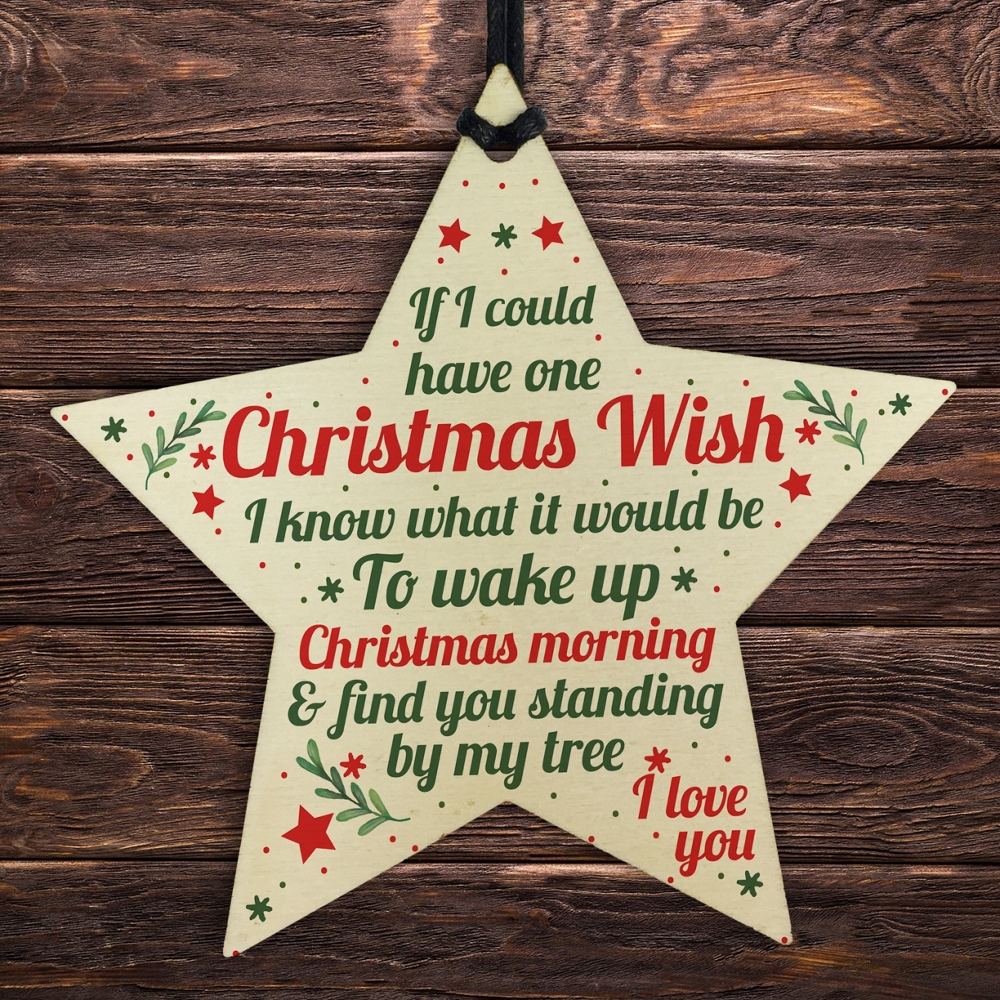 If I could
have one
Christmas Wish
I know what it would be
To wake up
Christmas morning
& find you standing
by my tree
I love
you